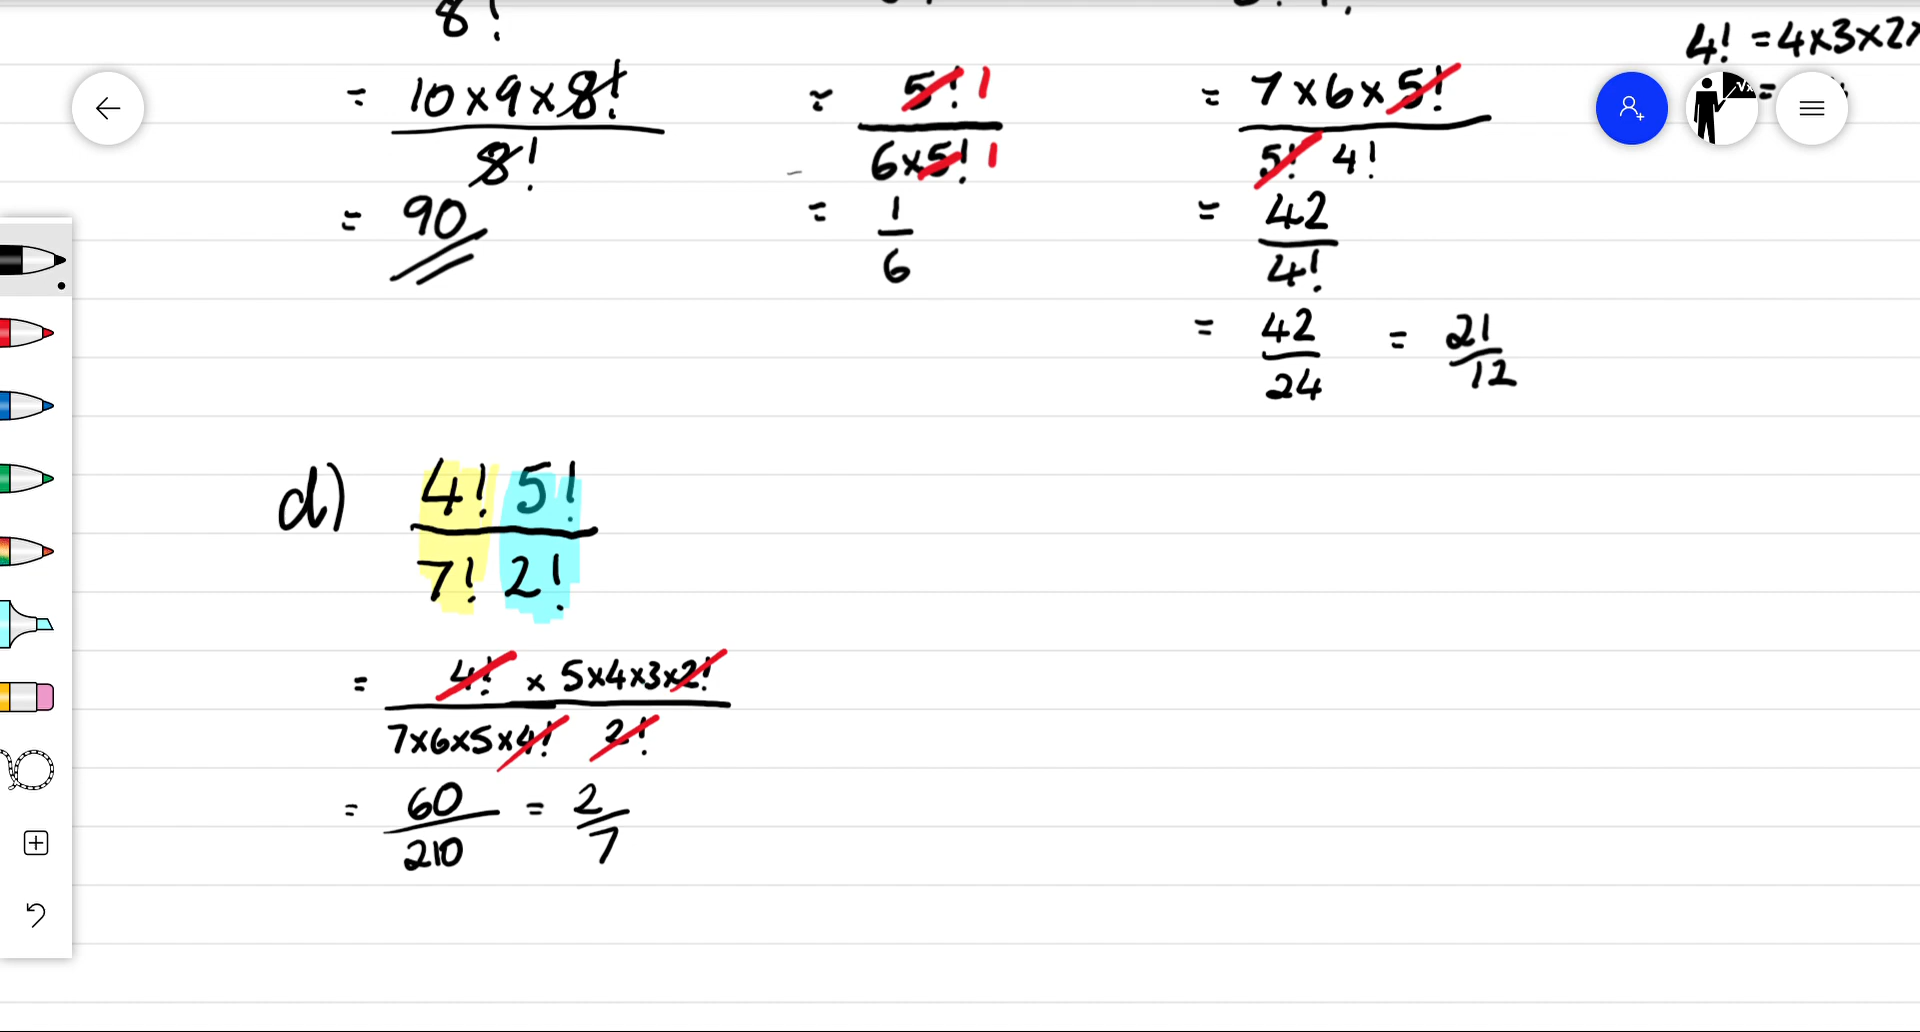 8!
4! = 4×3×2×
= 10×9×8! / 8!
= 90
= 5! 1 / 6×5! 1
= 1/6
= 7×6×5! / 5! 4!
= 42/4!
= 42/24 = 21/12
d) 4! 5! / 7! 2!
= 4! × 5×4×3×2! / 7×6×5×4! 2!
= 60/210 = 2/7